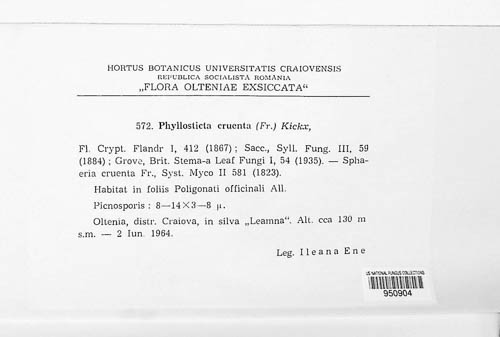 HORTUS BOTANICUS UNIVERSITATIS CRAIOVENSIS
REPUBLICA SOCIALISTĂ ROMÂNIA
„FLORA OLTENIAE EXSICCATA“
572. Phyllosticta cruenta (Fr.) Kickx,
Fl. Crypt. Flandr I, 412 (1867) ; Sacc., Syll. Fung. III, 59
(1884) ; Grove, Brit. Stema-a Leaf Fungi I, 54 (1935). — Spha-
eria cruenta Fr., Syst. Myco II 581 (1823).
Habitat in foliis Poligonati officinali All.
Picnosporis : 8—14×3—8 µ.
Oltenia, distr. Craiova, in silva „Leamna“. Alt. cca 130 m
s.m. — 2 Iun. 1964.
Leg. Ileana Ene
US NATIONAL FUNGUS COLLECTIONS
950904